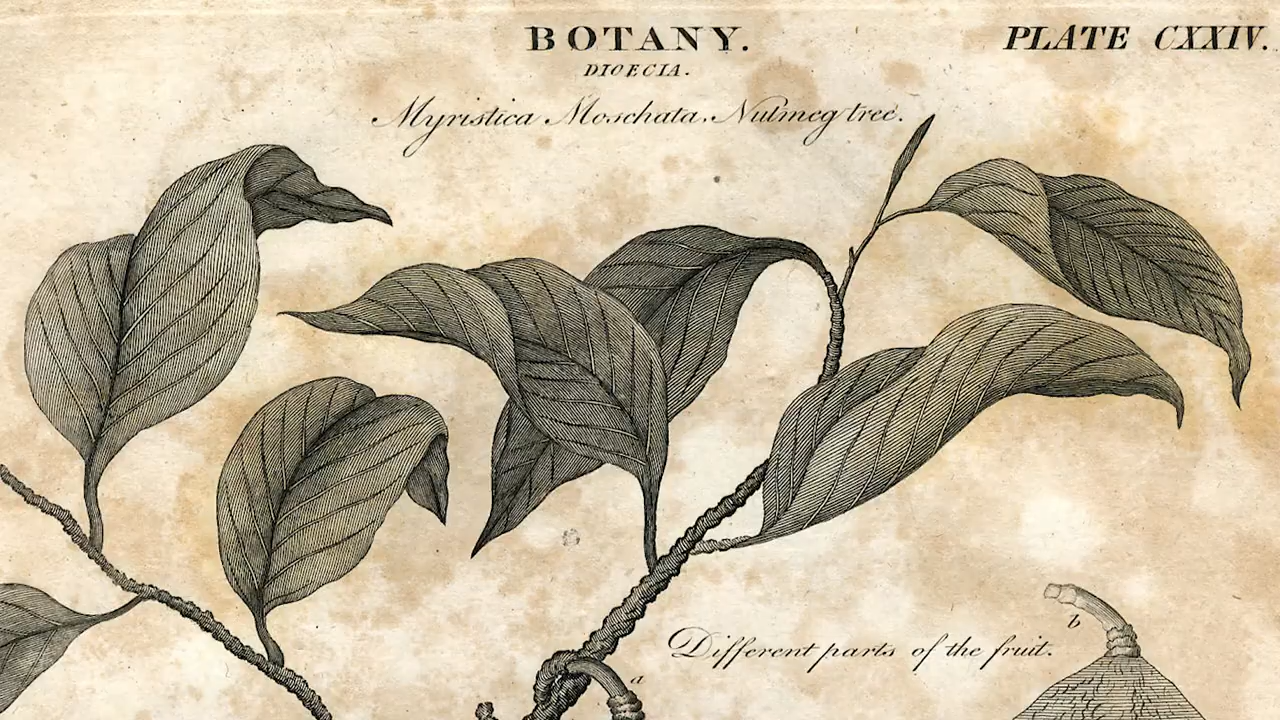 BOTANY.
PLATE CXXIV.
DIOECIA.
Myristica Moschata, Nutmeg tree.
Different parts of the fruit.
b
a